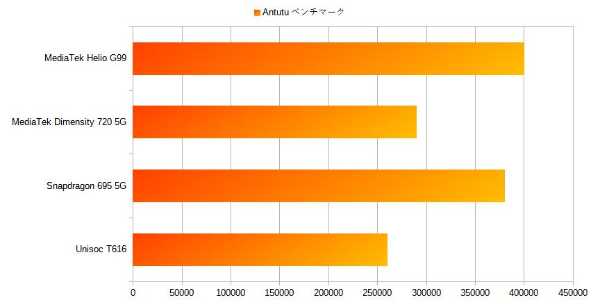 Antutu ベンチマーク
MediaTek Helio G99
MediaTek Dimensity 720 5G
Snapdragon 695 5G
Unisoc T616
0 50000 100000 150000 200000 250000 300000 350000 400000 450000